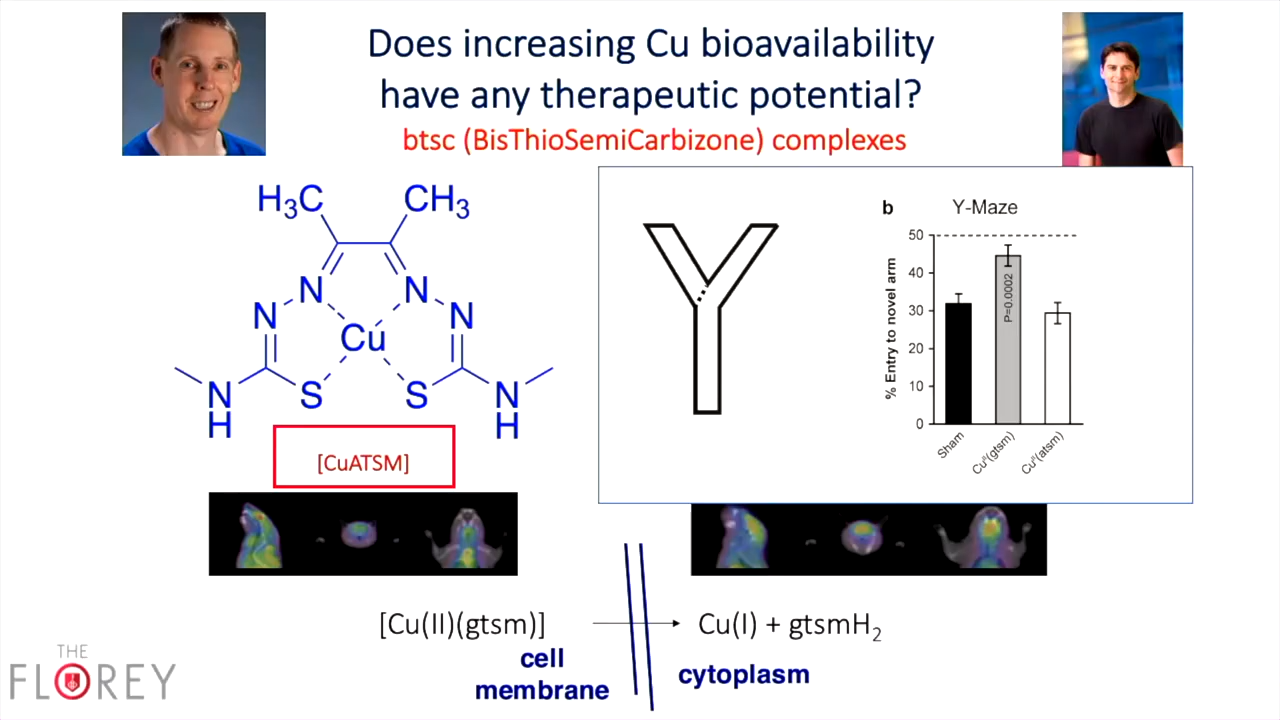 Does increasing Cu bioavailability
have any therapeutic potential?
btsc (BisThioSemiCarbizone) complexes
H₃C
CH₃
N
N
N
N
Cu
S
S
N
H
N
H
[CuATSM]
b
Y-Maze
% Entry to novel arm
50
40
30
20
10
0
P=0.0002
Sham
Cuᴵᴵ(gtsm)
Cuᴵᴵ(atsm)
[Cu(II)(gtsm)]
Cu(I) + gtsmH₂
cell
membrane
cytoplasm
THE
FLOREY